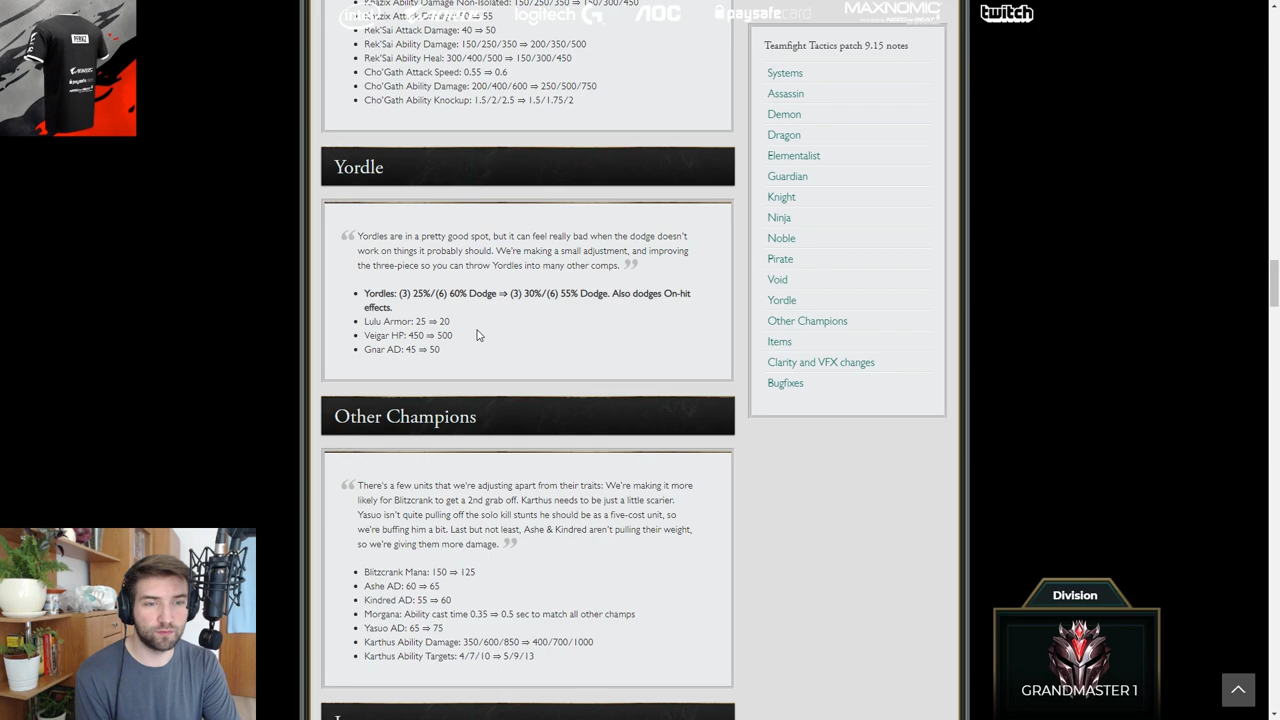 intel
logitech G
AOC
paysafecard
MAXNOMIC
twitch
Rek'Sai Attack Damage: 40 ⇒ 50
Rek'Sai Ability Damage: 150/250/350 ⇒ 200/350/500
Rek'Sai Ability Heal: 300/400/500 ⇒ 150/300/450
Cho'Gath Attack Speed: 0.55 ⇒ 0.6
Cho'Gath Ability Damage: 200/400/600 ⇒ 250/500/750
Cho'Gath Ability Knockup: 1.5/2/2.5 ⇒ 1.5/1.75/2
Yordle
Yordles are in a pretty good spot, but it can feel really bad when the dodge doesn't
work on things it probably should. We're making a small adjustment, and improving
the three-piece so you can throw Yordles into many other comps.
Yordles: (3) 25%/(6) 60% Dodge ⇒ (3) 30%/(6) 55% Dodge. Also dodges On-hit
effects.
Lulu Armor: 25 ⇒ 20
Veigar HP: 450 ⇒ 500
Gnar AD: 45 ⇒ 50
Other Champions
There's a few units that we're adjusting apart from their traits: We're making it more
likely for Blitzcrank to get a 2nd grab off. Karthus needs to be just a little scarier.
Yasuo isn't quite pulling off the solo kill stunts he should be as a five-cost unit, so
we're buffing him a bit. Last but not least, Ashe & Kindred aren't pulling their weight,
so we're giving them more damage.
Blitzcrank Mana: 150 ⇒ 125
Ashe AD: 60 ⇒ 65
Kindred AD: 55 ⇒ 60
Morgana: Ability cast time 0.35 ⇒ 0.5 sec to match all other champs
Yasuo AD: 65 ⇒ 75
Karthus Ability Damage: 350/600/850 ⇒ 400/700/1000
Karthus Ability Targets: 4/7/10 ⇒ 5/9/13
Teamfight Tactics patch 9.15 notes
Systems
Assassin
Demon
Dragon
Elementalist
Guardian
Knight
Ninja
Noble
Pirate
Void
Yordle
Other Champions
Items
Clarity and VFX changes
Bugfixes
Division
GRANDMASTER 1